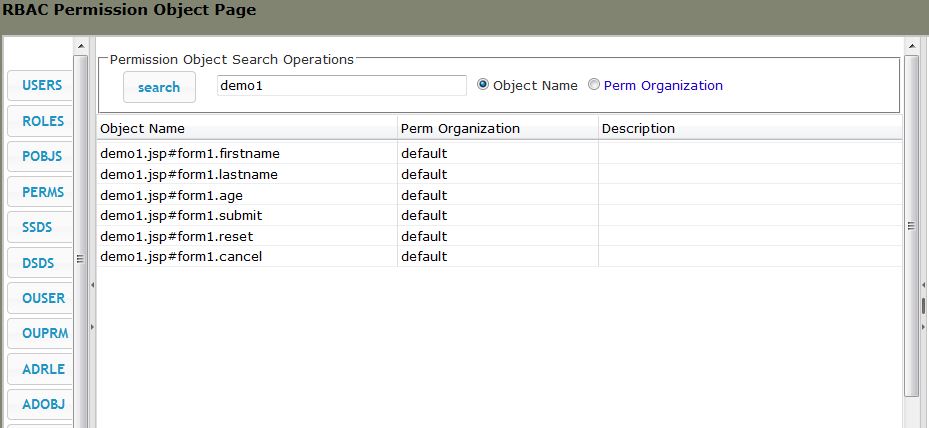 RBAC Permission Object Page
USERS
ROLES
POBJS
PERMS
SSDS
DSDS
OUSER
OUPRM
ADRLE
ADOBJ
Permission Object Search Operations
search demo1 Object Name Perm Organization
Object Name Perm Organization Description
demo1.jsp#form1.firstname default
demo1.jsp#form1.lastname default
demo1.jsp#form1.age default
demo1.jsp#form1.submit default
demo1.jsp#form1.reset default
demo1.jsp#form1.cancel default